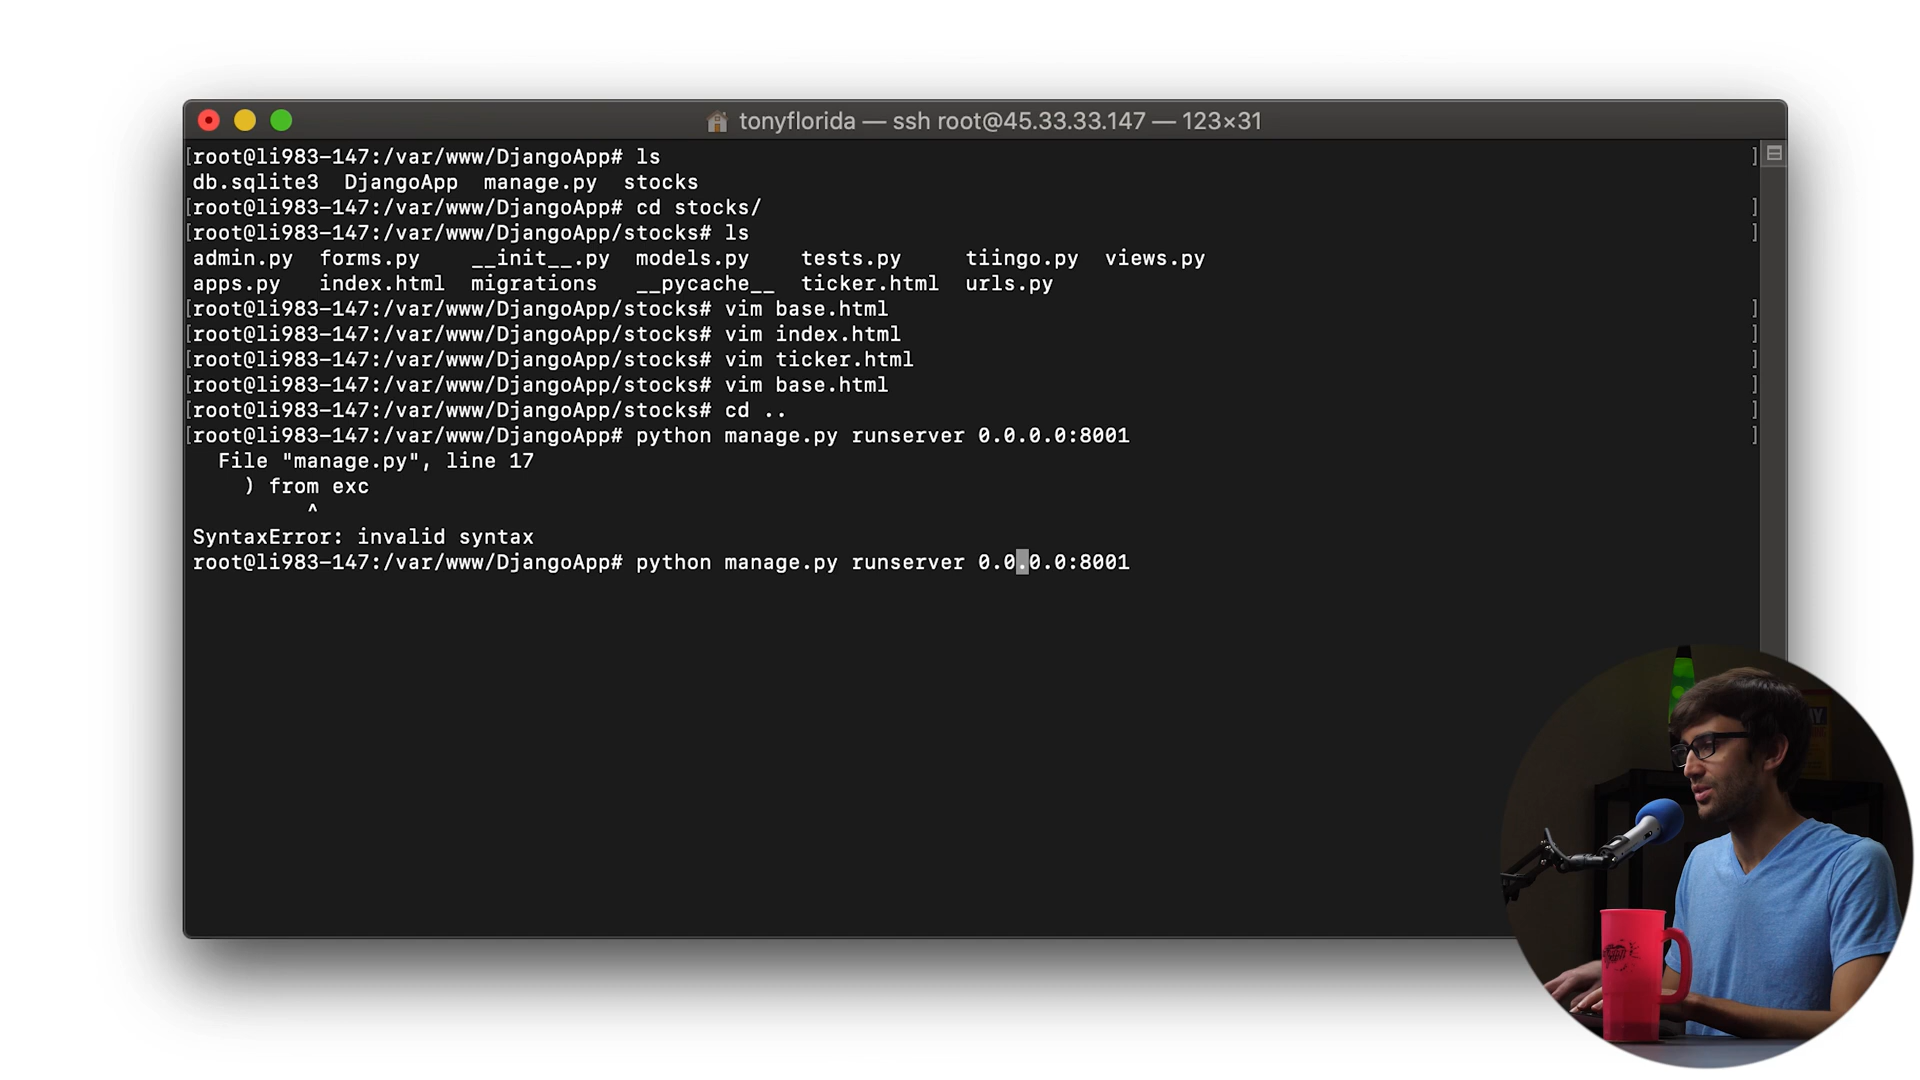 tonyflorida — ssh root@45.33.33.147 — 123×31
[root@li983-147:/var/www/DjangoApp# ls ]
db.sqlite3  DjangoApp  manage.py  stocks
[root@li983-147:/var/www/DjangoApp# cd stocks/ ]
[root@li983-147:/var/www/DjangoApp/stocks# ls ]
admin.py  forms.py    __init__.py  models.py    tests.py     tiingo.py  views.py
apps.py   index.html  migrations   __pycache__  ticker.html  urls.py
[root@li983-147:/var/www/DjangoApp/stocks# vim base.html ]
[root@li983-147:/var/www/DjangoApp/stocks# vim index.html ]
[root@li983-147:/var/www/DjangoApp/stocks# vim ticker.html ]
[root@li983-147:/var/www/DjangoApp/stocks# vim base.html ]
[root@li983-147:/var/www/DjangoApp/stocks# cd .. ]
[root@li983-147:/var/www/DjangoApp# python manage.py runserver 0.0.0.0:8001 ]
  File "manage.py", line 17
    ) from exc
         ^
SyntaxError: invalid syntax
root@li983-147:/var/www/DjangoApp# python manage.py runserver 0.0.0.0:8001